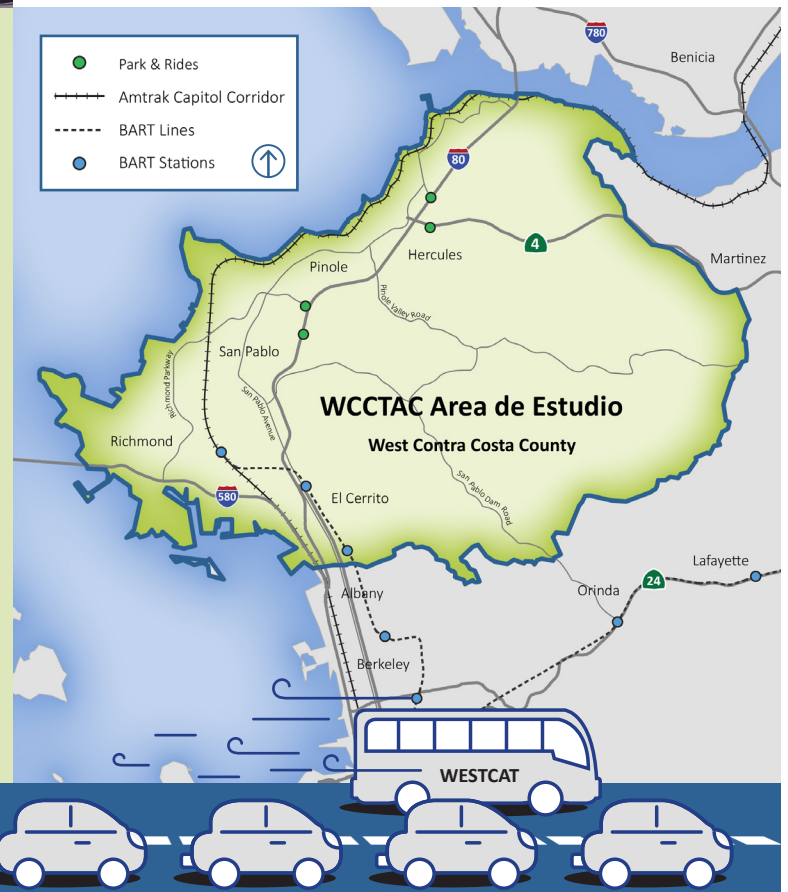 Park & Rides
Amtrak Capitol Corridor
BART Lines
BART Stations
780
Benicia
80
4
Hercules
Martinez
Pinole
Pinole Valley Road
San Pablo
Richmond Parkway
San Pablo Avenue
WCCTAC Area de Estudio
West Contra Costa County
Richmond
580
El Cerrito
San Pablo Dam Road
Lafayette
24
Orinda
Albany
Berkeley
WESTCAT